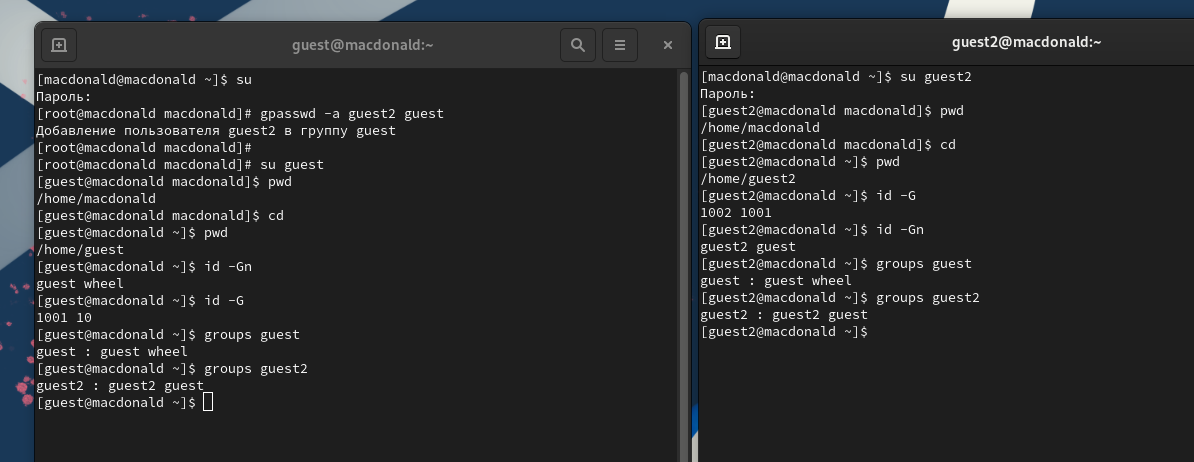 guest@macdonald:~
[macdonald@macdonald ~]$ su
Пароль:
[root@macdonald macdonald]# gpasswd -a guest2 guest
Добавление пользователя guest2 в группу guest
[root@macdonald macdonald]#
[root@macdonald macdonald]# su guest
[guest@macdonald macdonald]$ pwd
/home/macdonald
[guest@macdonald macdonald]$ cd
[guest@macdonald ~]$ pwd
/home/guest
[guest@macdonald ~]$ id -Gn
guest wheel
[guest@macdonald ~]$ id -G
1001 10
[guest@macdonald ~]$ groups guest
guest : guest wheel
[guest@macdonald ~]$ groups guest2
guest2 : guest2 guest
[guest@macdonald ~]$
guest2@macdonald:~
[macdonald@macdonald ~]$ su guest2
Пароль:
[guest2@macdonald macdonald]$ pwd
/home/macdonald
[guest2@macdonald macdonald]$ cd
[guest2@macdonald ~]$ pwd
/home/guest2
[guest2@macdonald ~]$ id -G
1002 1001
[guest2@macdonald ~]$ id -Gn
guest2 guest
[guest2@macdonald ~]$ groups guest
guest : guest wheel
[guest2@macdonald ~]$ groups guest2
guest2 : guest2 guest
[guest2@macdonald ~]$